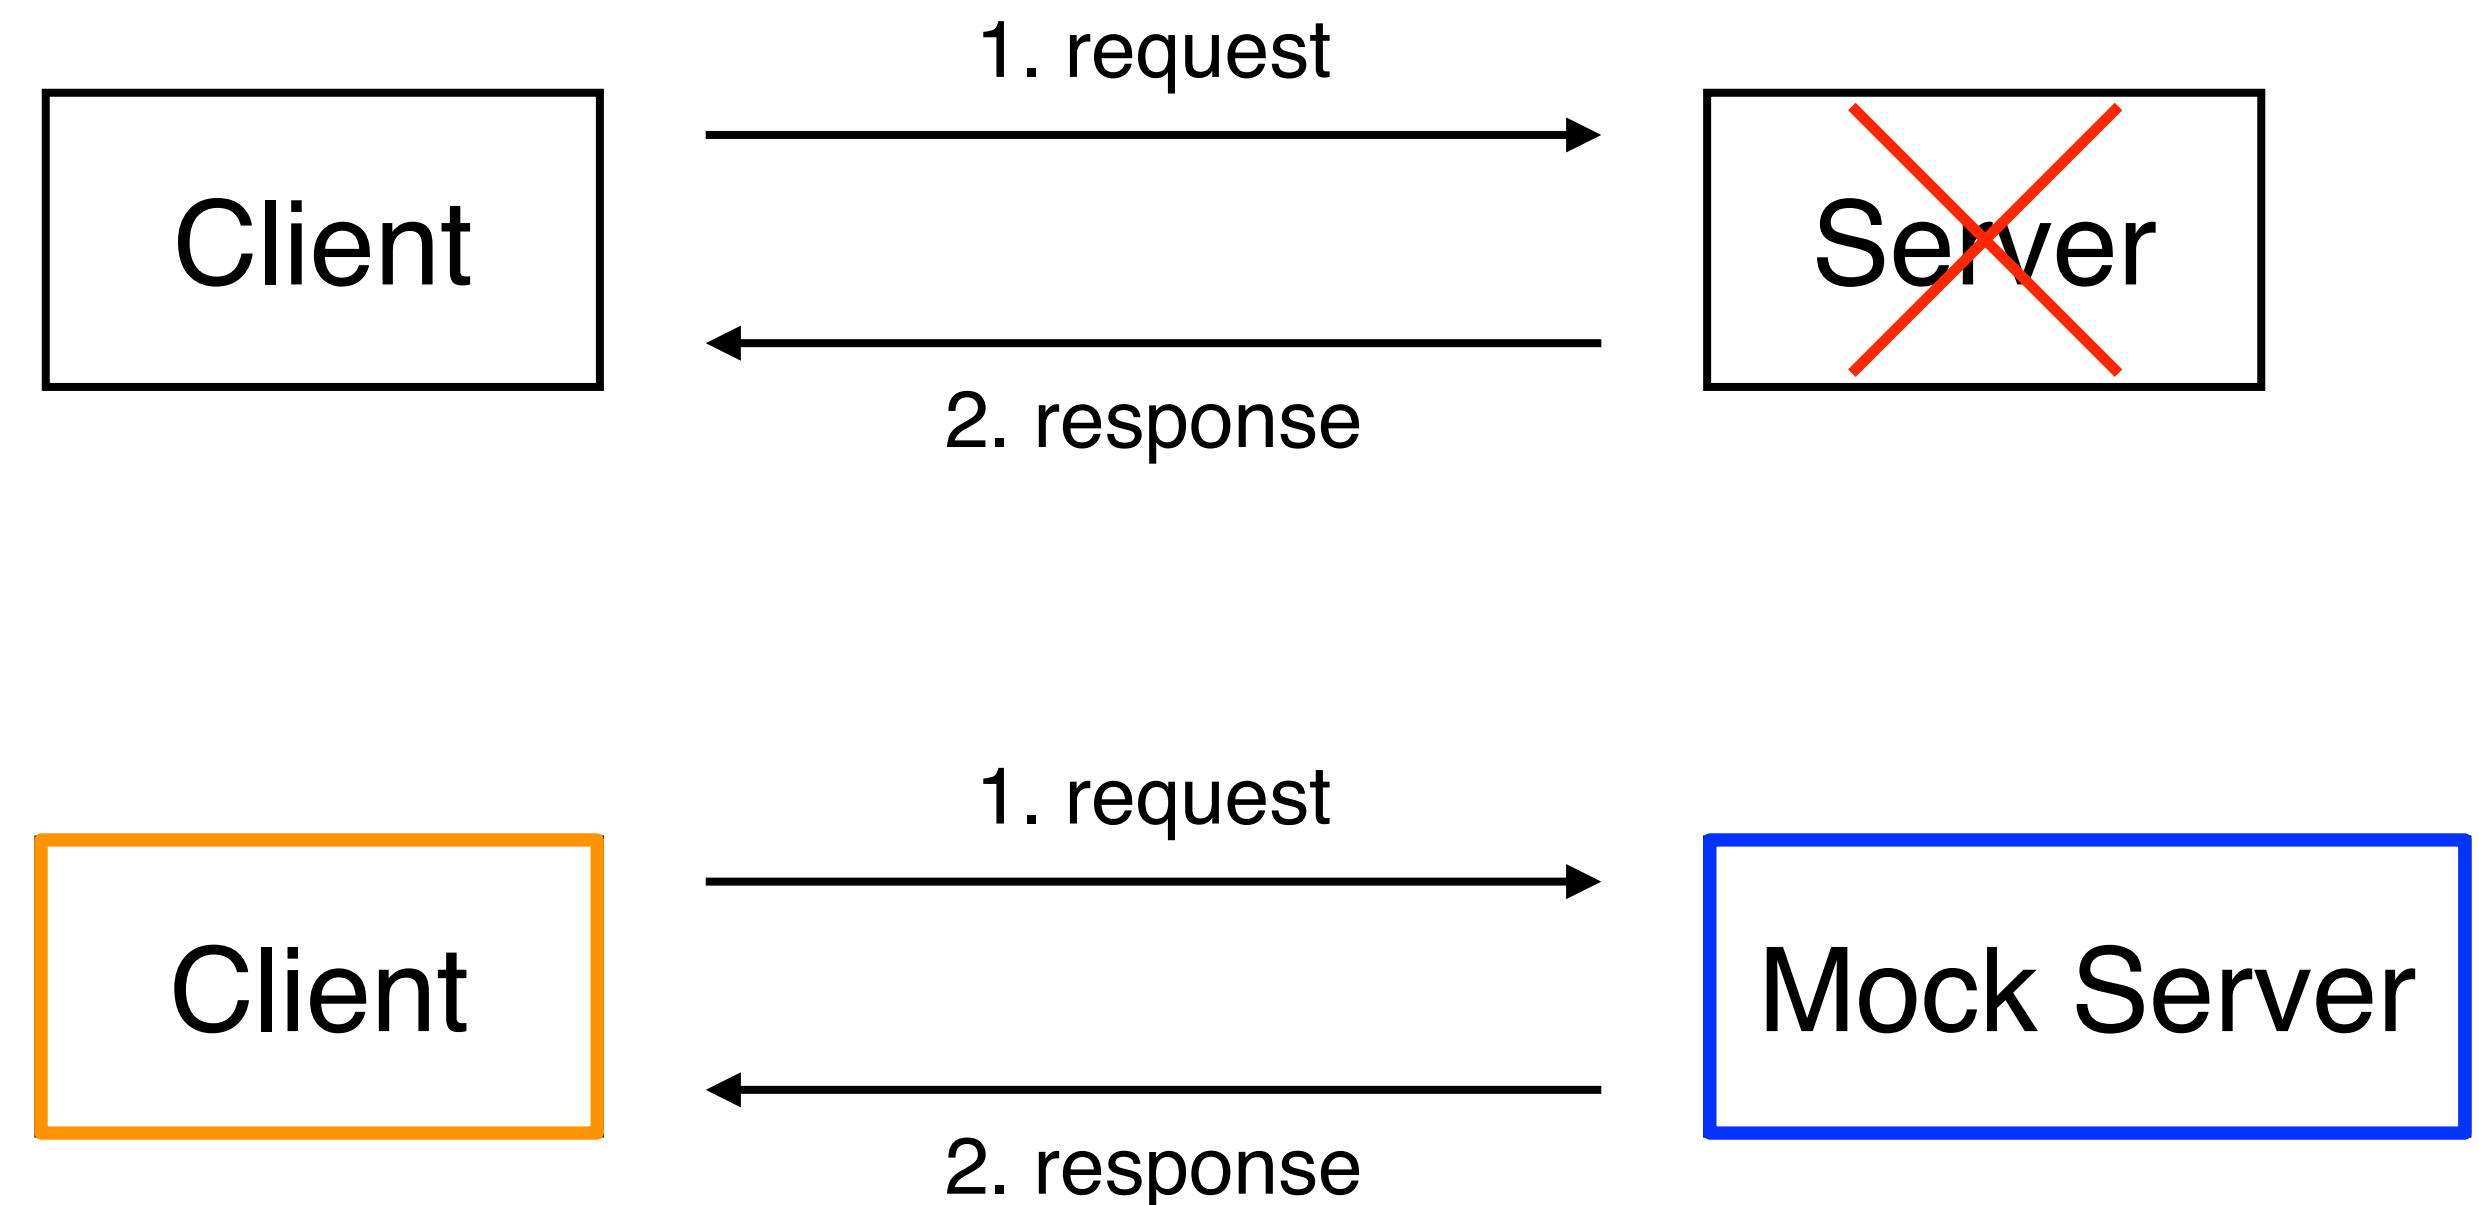 1. request
Client
Server
2. response
1. request
Client
Mock Server
2. response